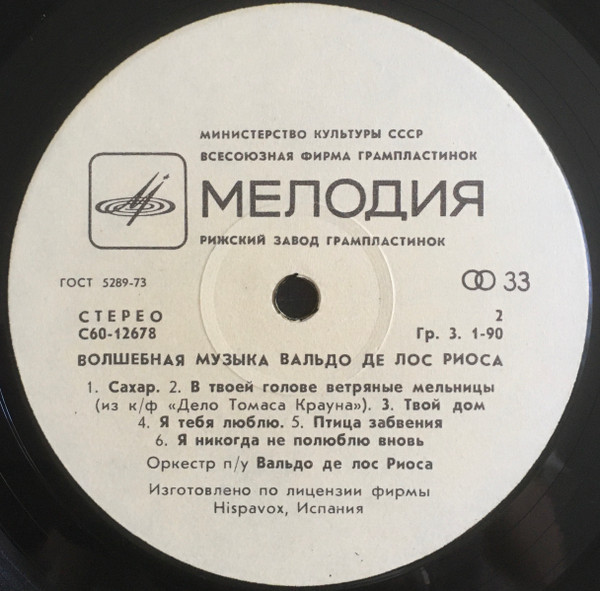 МИНИСТЕРСТВО КУЛЬТУРЫ СССР
ВСЕСОЮЗНАЯ ФИРМА ГРАМПЛАСТИНОК
МЕЛОДИЯ
РИЖСКИЙ ЗАВОД ГРАМПЛАСТИНОК
ГОСТ 5289-73
33
СТЕРЕО 2
С60-12678 Гр. 3. 1-90
ВОЛШЕБНАЯ МУЗЫКА ВАЛЬДО ДЕ ЛОС РИОСА
1. Сахар. 2. В твоей голове ветряные мельницы
(из к/ф «Дело Томаса Крауна»). 3. Твой дом
4. Я тебя люблю. 5. Птица забвения
6. Я никогда не полюблю вновь
Оркестр п/у Вальдо де лос Риоса
Изготовлено по лицензии фирмы
Hispavox, Испания